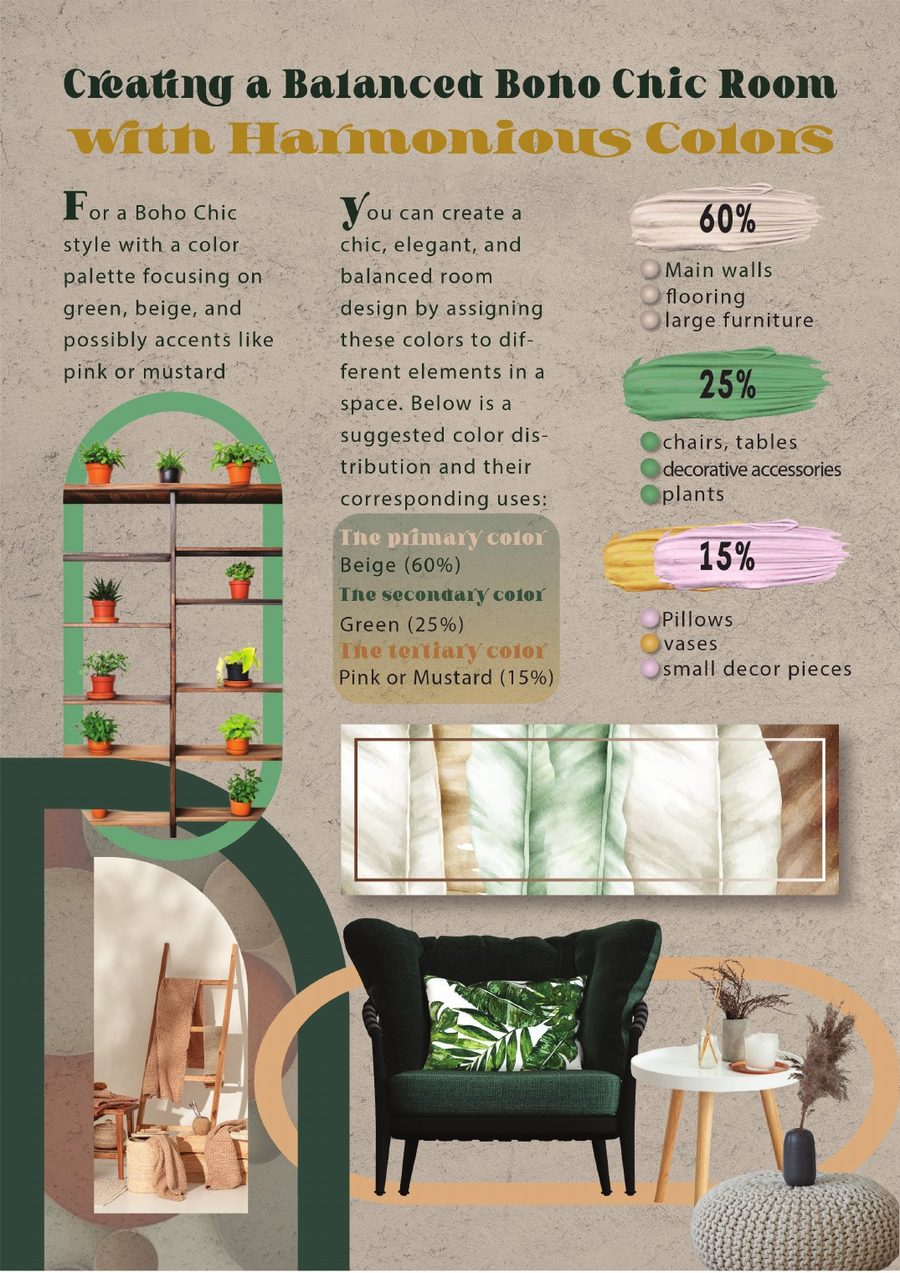 Creating a Balanced Boho Chic Room
with Harmonious Colors
For a Boho Chic
style with a color
palette focusing on
green, beige, and
possibly accents like
pink or mustard
you can create a
chic, elegant, and
balanced room
design by assigning
these colors to dif-
ferent elements in a
space. Below is a
suggested color dis-
tribution and their
corresponding uses:
The primary color
Beige (60%)
The secondary color
Green (25%)
The tertiary color
Pink or Mustard (15%)
60%
Main walls
flooring
large furniture
25%
chairs, tables
decorative accessories
plants
15%
Pillows
vases
small decor pieces